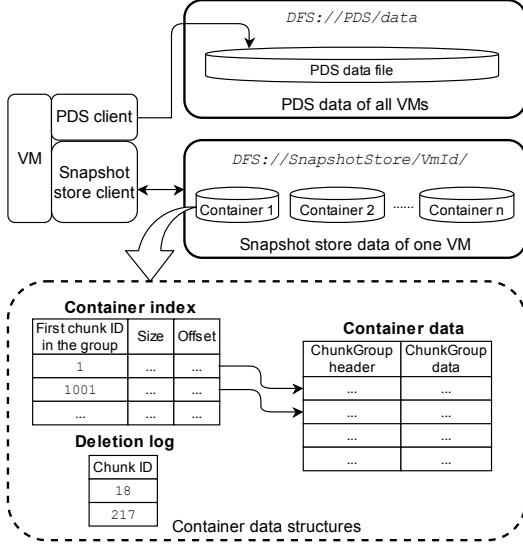 DFS://PDS/data
PDS data file
PDS data of all VMs
VM
PDS client
Snapshot
store client
DFS://SnapshotStore/VmId/
Container 1
Container 2
......
Container n
Snapshot store data of one VM
Container index
First chunk ID
in the group
Size
Offset
1
...
...
1001
...
...
...
...
...
Container data
ChunkGroup
header
ChunkGroup
data
...
...
...
...
...
...
...
...
Deletion log
Chunk ID
18
217
Container data structures